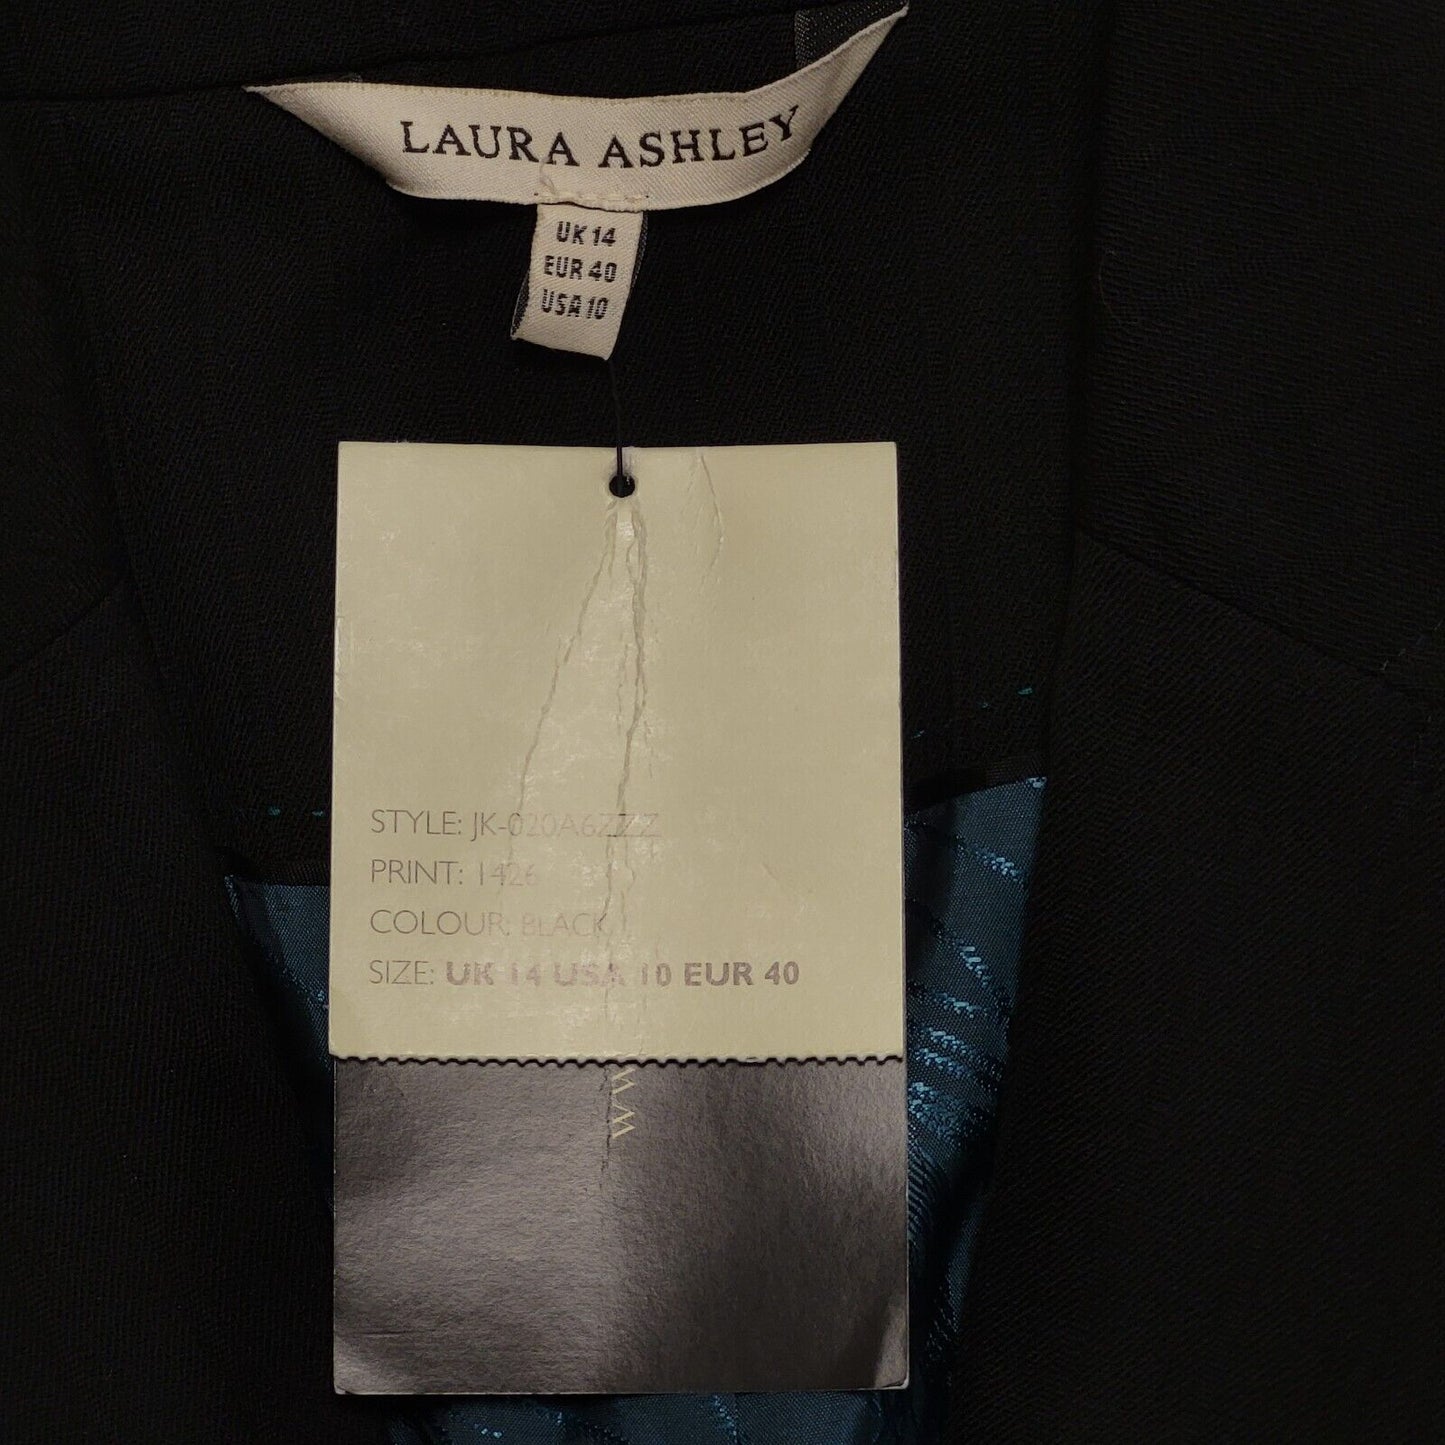 LAURA ASHLEY
UK 14
EUR 40
USA 10
STYLE: JK-020A6ZZZ
PRINT: 1426
COLOUR: BLACK
SIZE: UK 14 USA 10 EUR 40